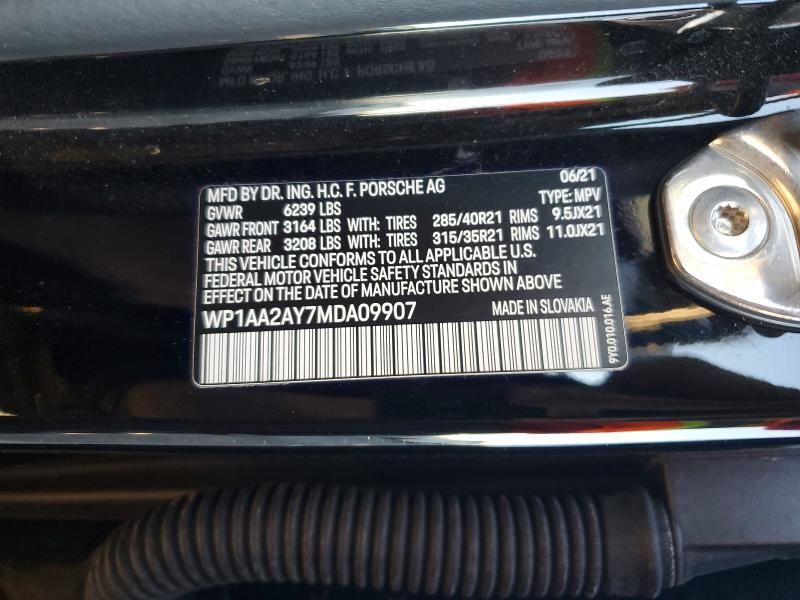 MFD BY DR. ING. H.C. F. PORSCHE AG 06/21
GVWR 6239 LBS TYPE: MPV
GAWR FRONT 3164 LBS WITH: TIRES 285/40R21 RIMS 9.5JX21
GAWR REAR 3208 LBS WITH: TIRES 315/35R21 RIMS 11.0JX21
THIS VEHICLE CONFORMS TO ALL APPLICABLE U.S.
FEDERAL MOTOR VEHICLE SAFETY STANDARDS IN
EFFECT ON THE DATE OF MANUFACTURE SHOWN ABOVE
WP1AA2AY7MDA09907 MADE IN SLOVAKIA
9Y0.010.016.AE